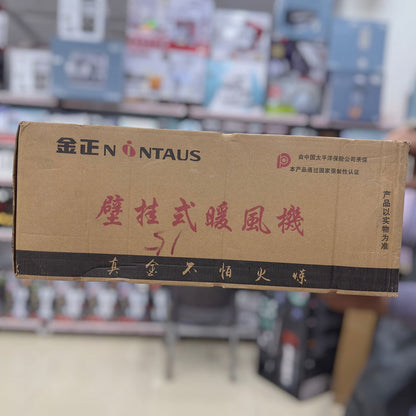 金正 NiNTAUS
由中国太平洋保险公司承保
本产品通过国家强制性认证
壁挂式暖風機
51
真金不怕火炼
产品以实物为准